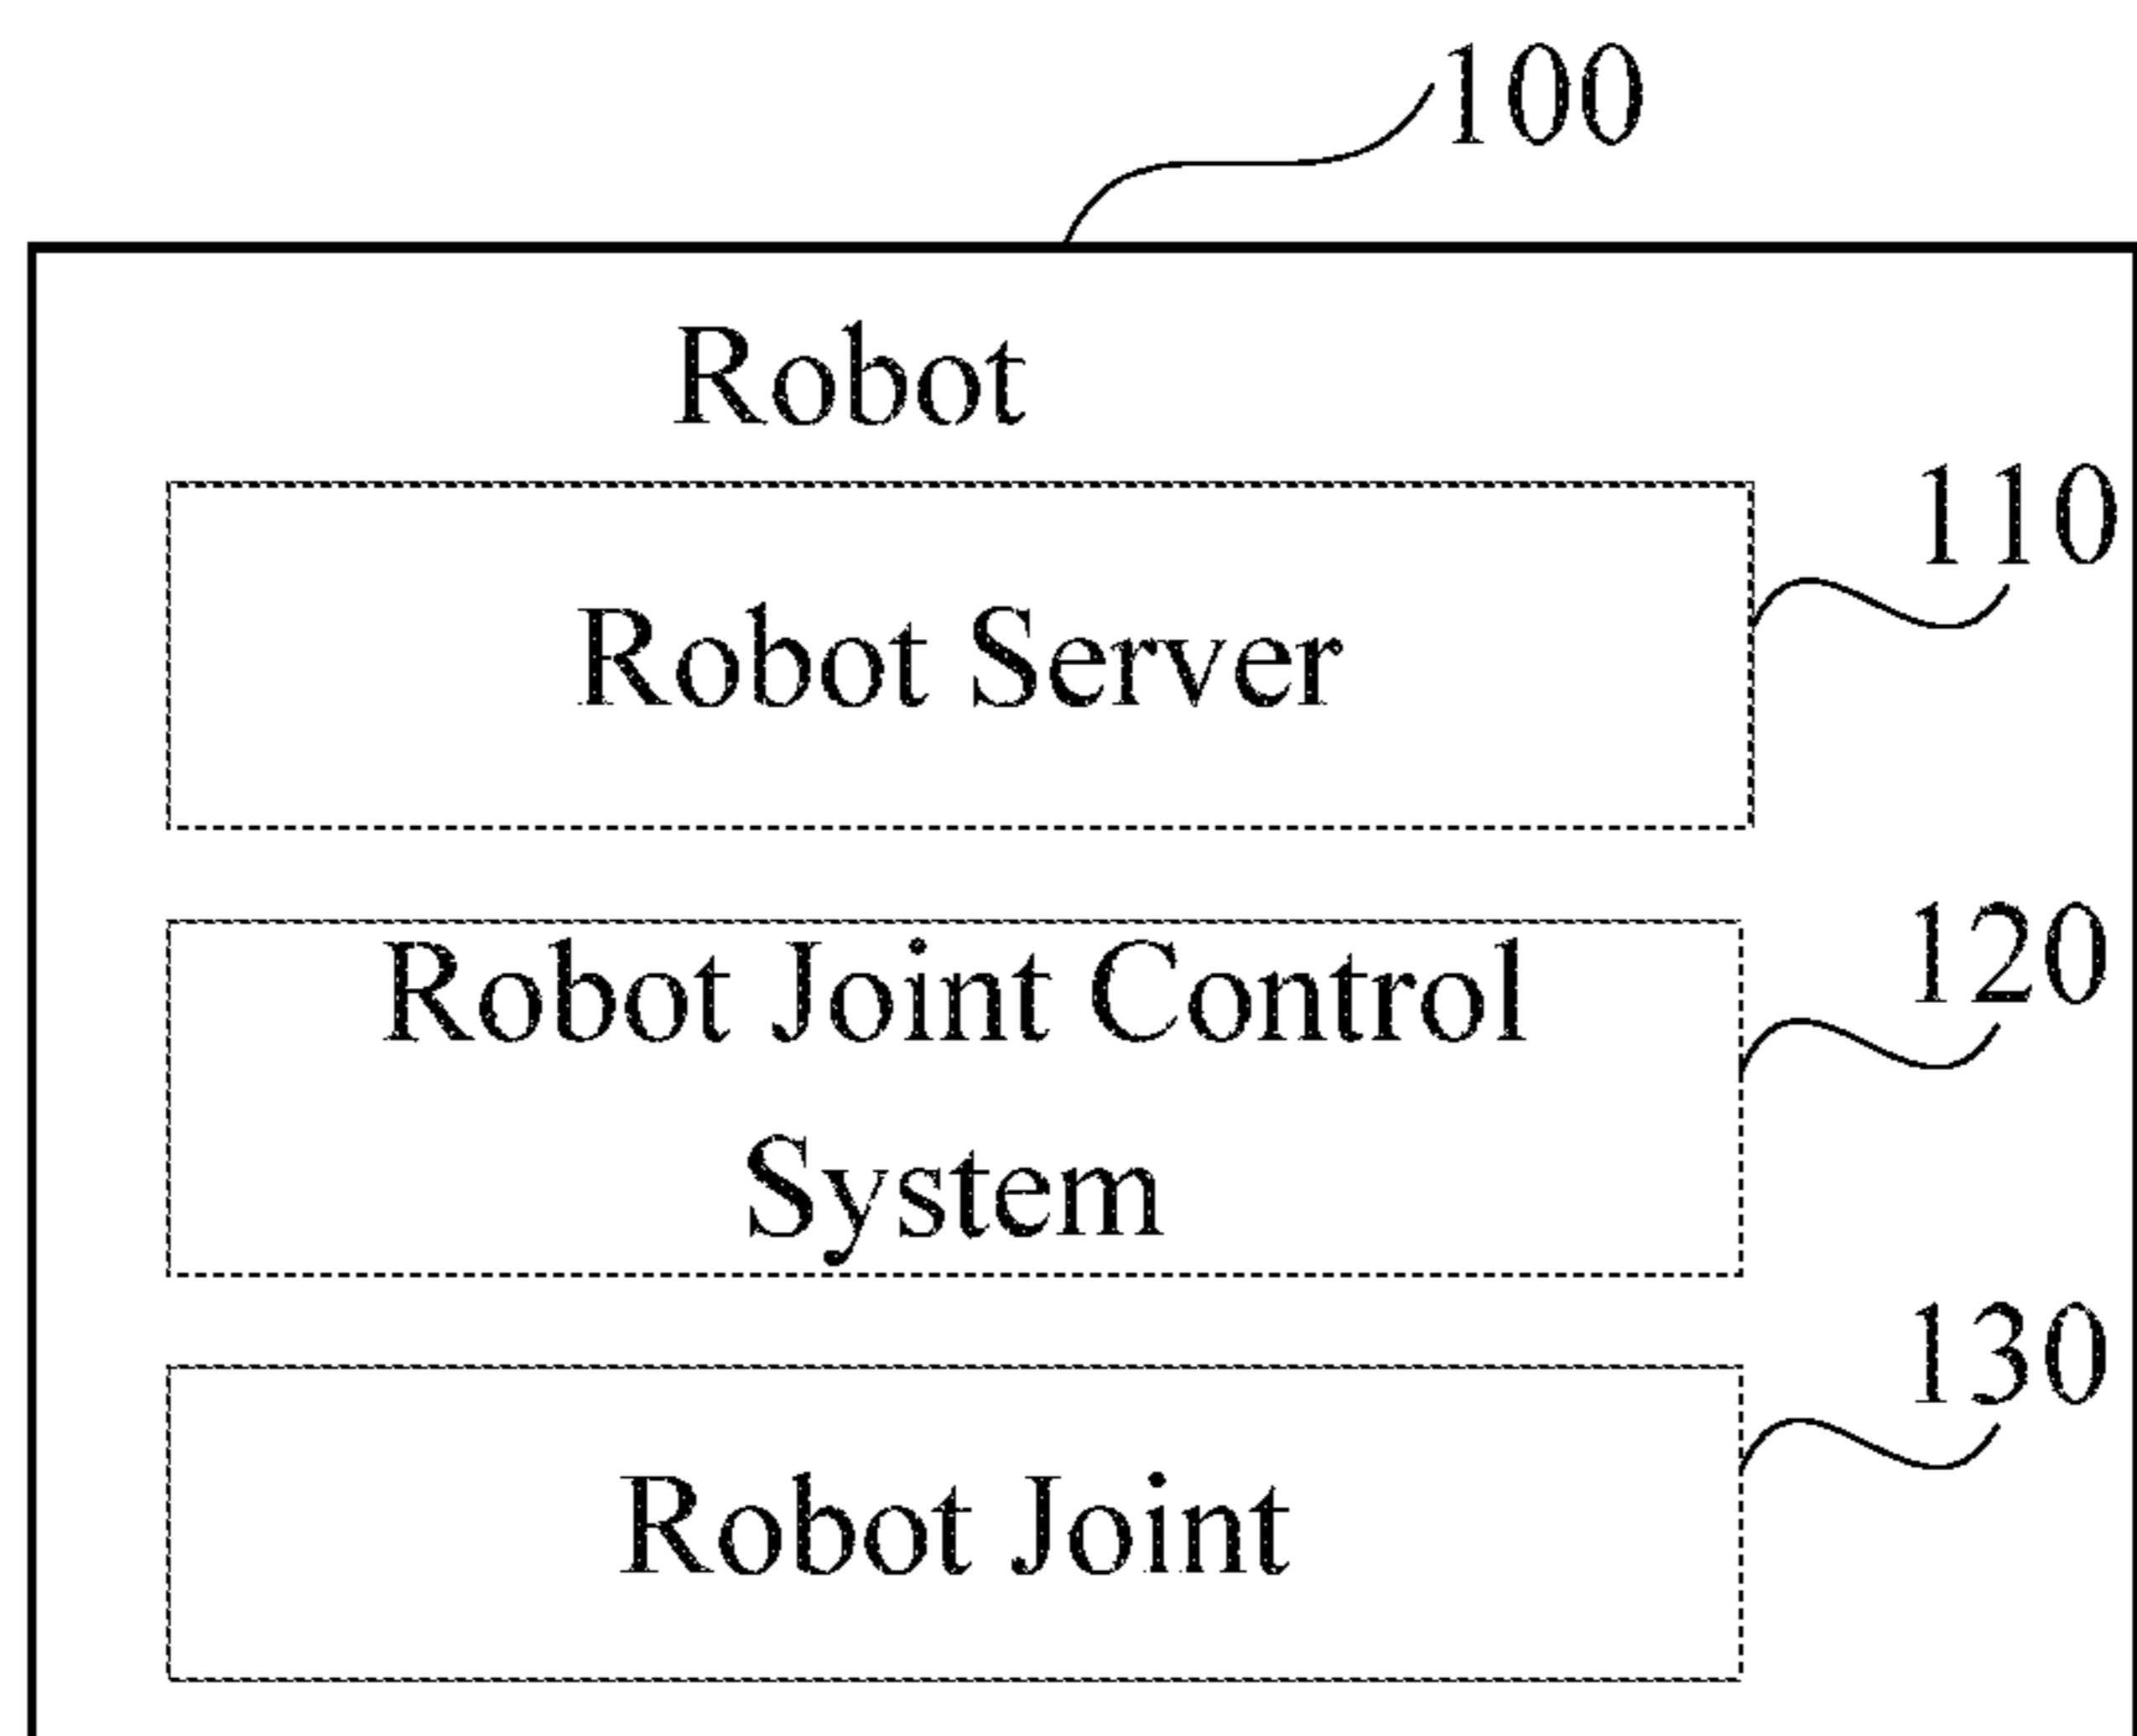 100
Robot
110
Robot Server
120
Robot Joint Control
System
130
Robot Joint